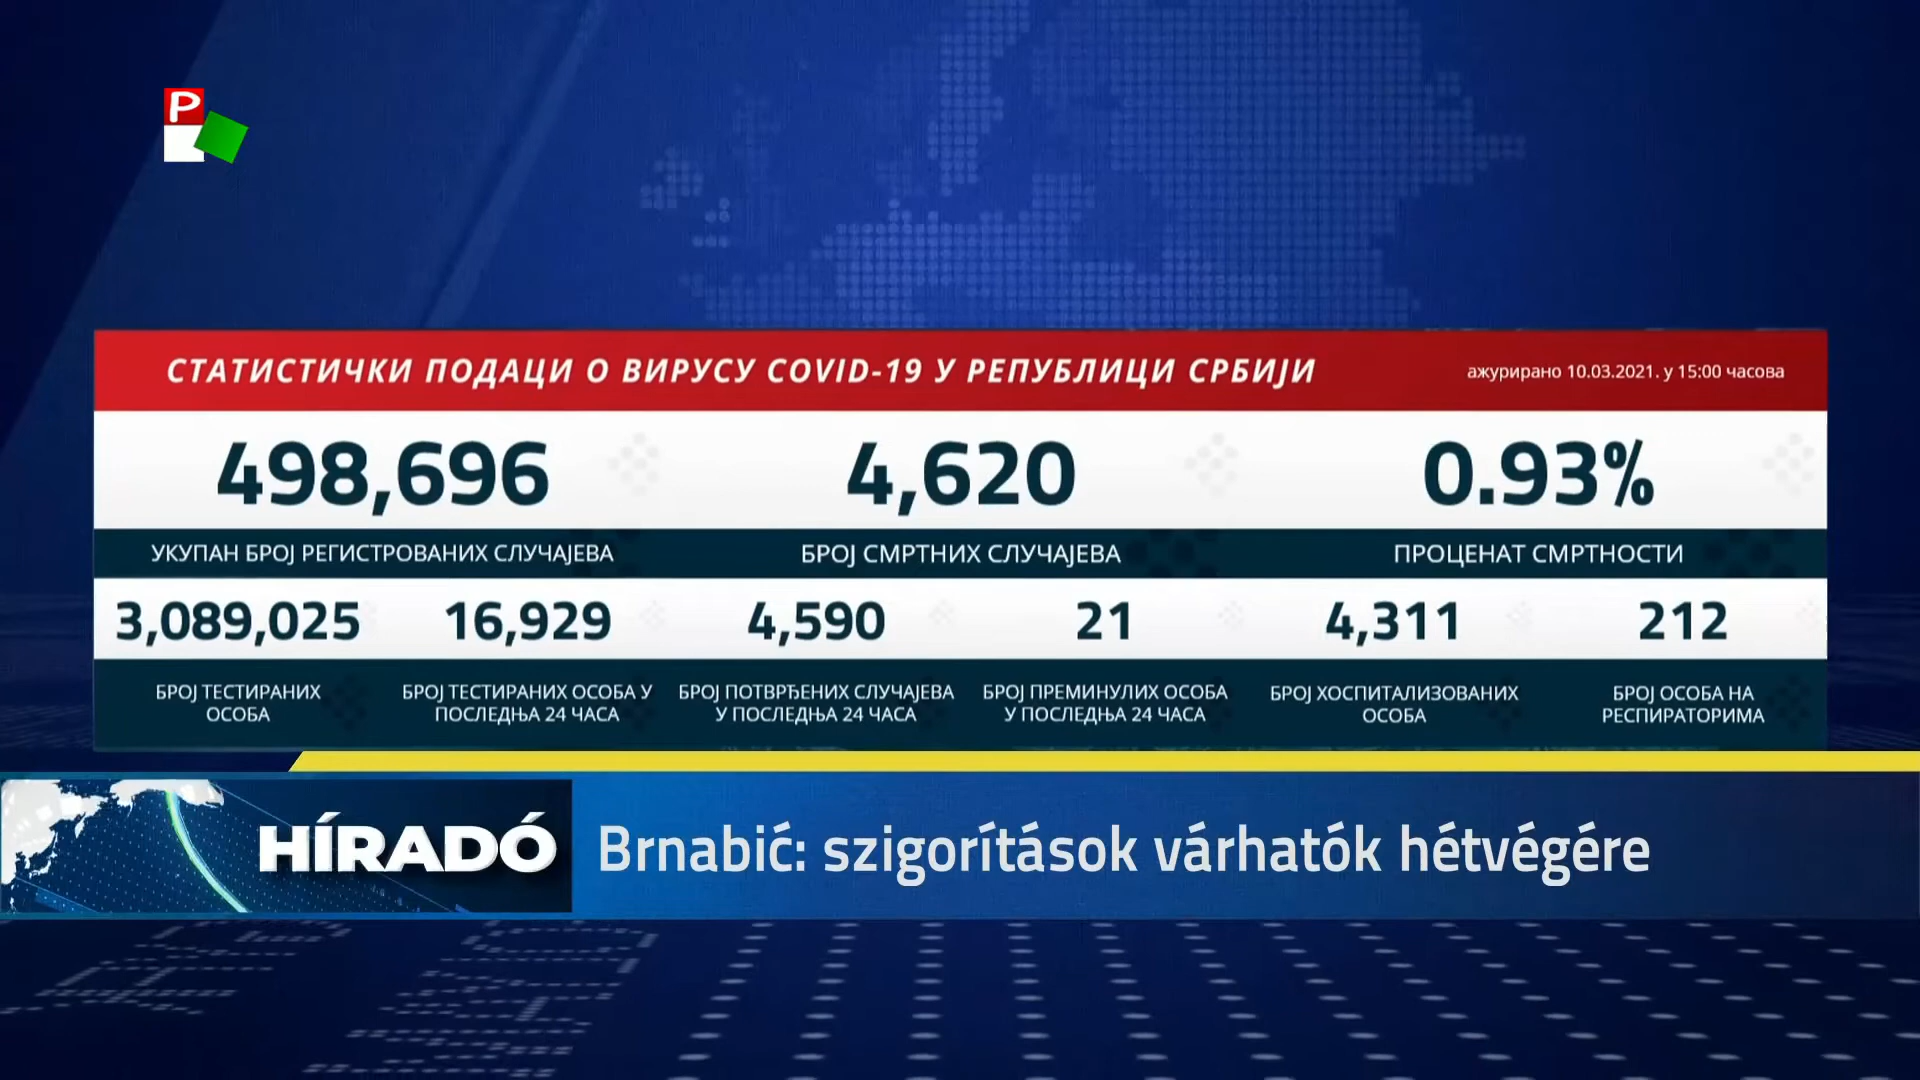 P
СТАТИСТИЧКИ ПОДАЦИ О ВИРУСУ COVID-19 У РЕПУБЛИЦИ СРБИЈИ
ажурирано 10.03.2021. у 15:00 часова
498,696 4,620 0.93%
УКУПАН БРОЈ РЕГИСТРОВАНИХ СЛУЧАЈЕВА БРОЈ СМРТНИХ СЛУЧАЈЕВА ПРОЦЕНАТ СМРТНОСТИ
3,089,025 16,929 4,590 21 4,311 212
БРОЈ ТЕСТИРАНИХ
ОСОБА
БРОЈ ТЕСТИРАНИХ ОСОБА У
ПОСЛЕДЊА 24 ЧАСА
БРОЈ ПОТВРЂЕНИХ СЛУЧАЈЕВА
У ПОСЛЕДЊА 24 ЧАСА
БРОЈ ПРЕМИНУЛИХ ОСОБА
У ПОСЛЕДЊА 24 ЧАСА
БРОЈ ХОСПИТАЛИЗОВАНИХ
ОСОБА
БРОЈ ОСОБА НА
РЕСПИРАТОРИМА
HÍRADÓ
Brnabić: szigorítások várhatók hétvégére